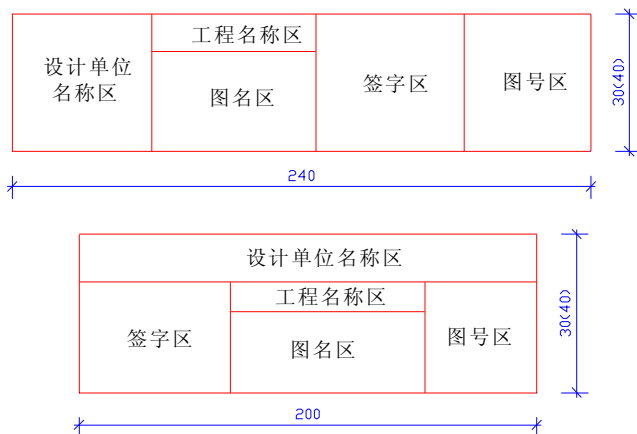 工程名称区
设计单位
名称区
图名区
签字区
图号区
30(40)
240
设计单位名称区
工程名称区
签字区
图名区
图号区
30(40)
200